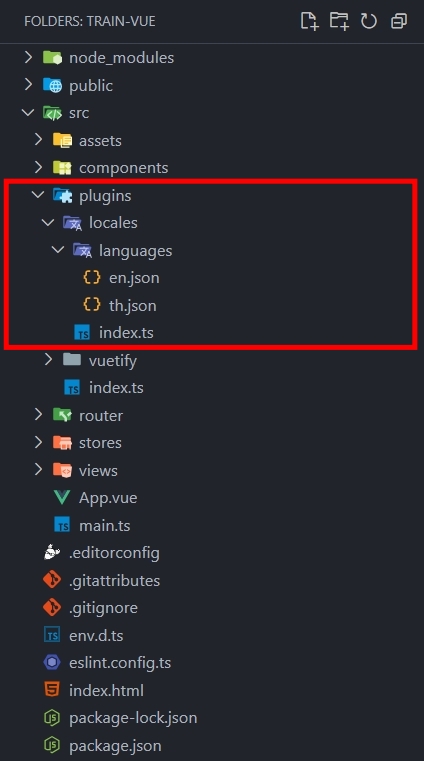 FOLDERS: TRAIN-VUE
node_modules
public
src
assets
components
plugins
locales
languages
en.json
th.json
TS index.ts
vuetify
TS index.ts
router
stores
views
App.vue
TS main.ts
.editorconfig
.gitattributes
.gitignore
TS env.d.ts
eslint.config.ts
index.html
package-lock.json
package.json